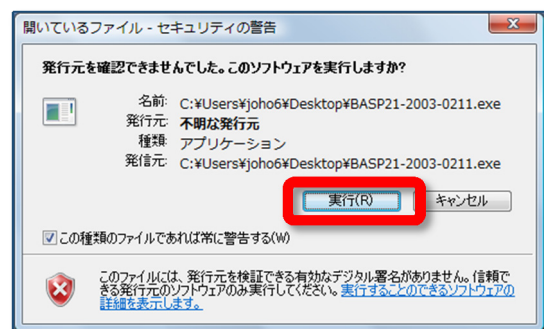 開いているファイル - セキュリティの警告
発行元を確認できませんでした。このソフトウェアを実行しますか?
名前: C:¥Users¥joho6¥Desktop¥BASP21-2003-0211.exe
発行元: 不明な発行元
種類: アプリケーション
発信元: C:¥Users¥joho6¥Desktop¥BASP21-2003-0211.exe
実行(R) キャンセル
この種類のファイルであれば常に警告する(W)
このファイルには、発行元を検証できる有効なデジタル署名がありません。信頼で
きる発行元のソフトウェアのみ実行してください。実行することのできるソフトウェアの
詳細を表示します。